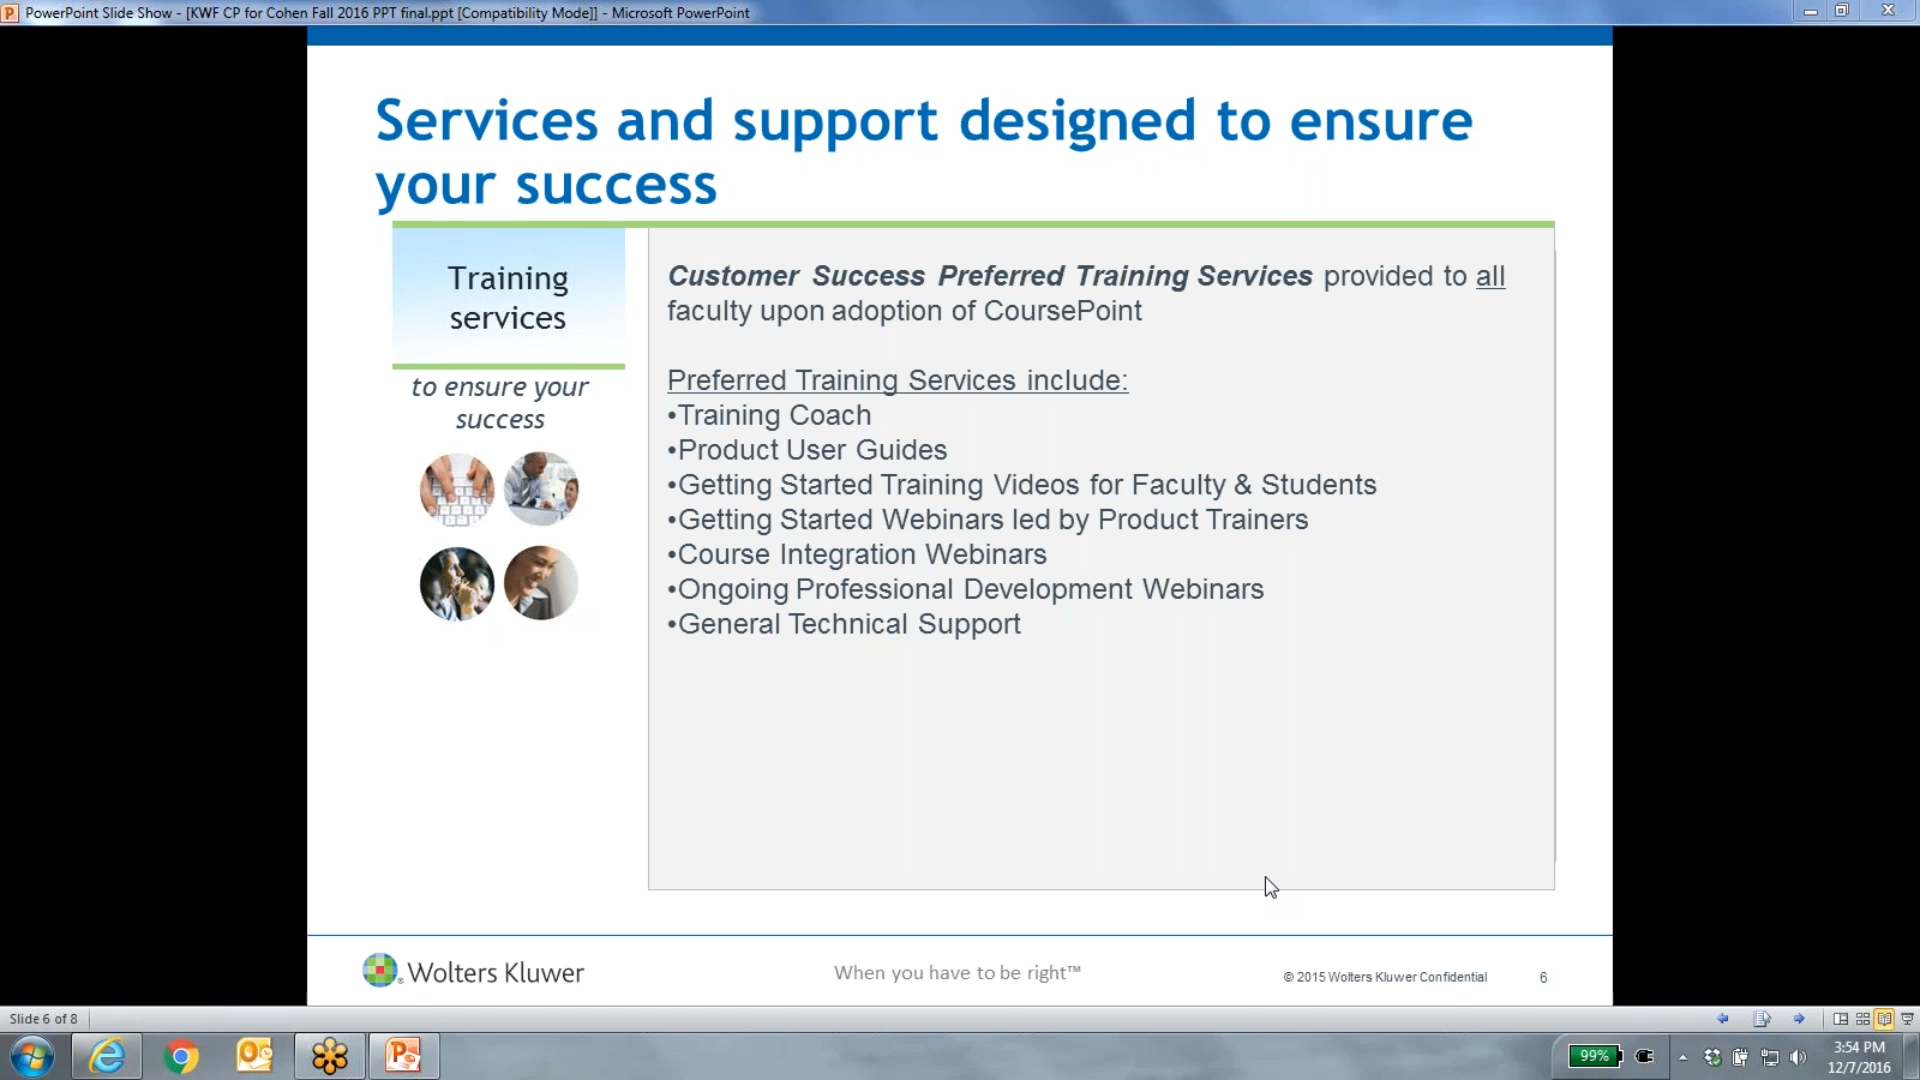 PowerPoint Slide Show - [KWF CP for Cohen Fall 2016 PPT final.ppt [Compatibility Mode]] - Microsoft PowerPoint
Services and support designed to ensure
your success
Training
services
to ensure your
success
Customer Success Preferred Training Services provided to all
faculty upon adoption of CoursePoint
Preferred Training Services include:
•Training Coach
•Product User Guides
•Getting Started Training Videos for Faculty & Students
•Getting Started Webinars led by Product Trainers
•Course Integration Webinars
•Ongoing Professional Development Webinars
•General Technical Support
Wolters Kluwer
When you have to be right™
© 2015 Wolters Kluwer Confidential
6
Slide 6 of 8
99%
3:54 PM
12/7/2016